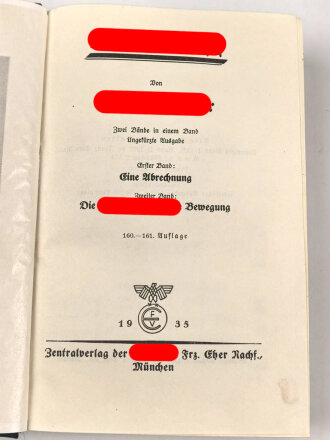 Von
Zwei Bände in einem Band
Ungekürzte Ausgabe
Erster Band:
Eine Abrechnung
Zweiter Band:
Die Bewegung
160.–161. Auflage
19 35
Zentralverlag der Frz. Eher Nachf.,
München